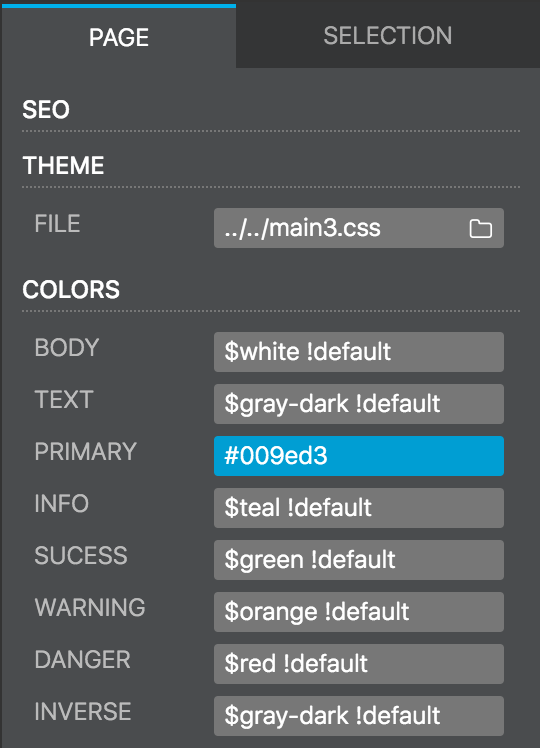 PAGE SELECTION
SEO
THEME
FILE ../../main3.css
COLORS
BODY $white !default
TEXT $gray-dark !default
PRIMARY #009ed3
INFO $teal !default
SUCESS $green !default
WARNING $orange !default
DANGER $red !default
INVERSE $gray-dark !default